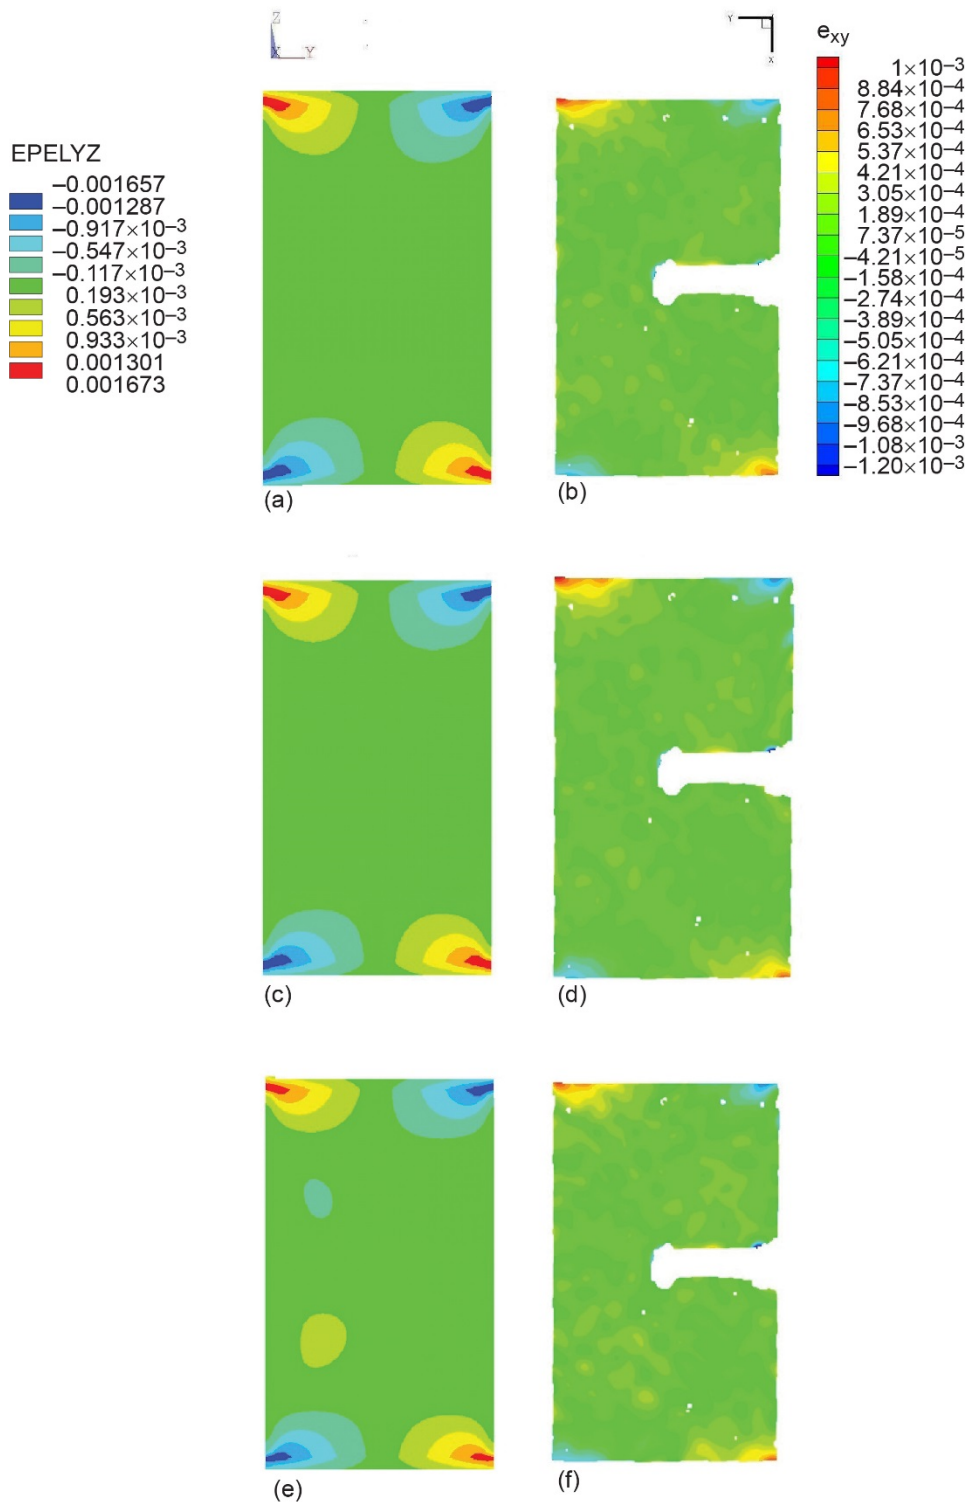 Z
X
Y
Y
X
e_xy
1×10⁻³
8.84×10⁻⁴
7.68×10⁻⁴
6.53×10⁻⁴
5.37×10⁻⁴
4.21×10⁻⁴
3.05×10⁻⁴
1.89×10⁻⁴
7.37×10⁻⁵
–4.21×10⁻⁵
–1.58×10⁻⁴
–2.74×10⁻⁴
–3.89×10⁻⁴
–5.05×10⁻⁴
–6.21×10⁻⁴
–7.37×10⁻⁴
–8.53×10⁻⁴
–9.68×10⁻⁴
–1.08×10⁻³
–1.20×10⁻³
EPELYZ
–0.001657
–0.001287
–0.917×10⁻³
–0.547×10⁻³
–0.117×10⁻³
0.193×10⁻³
0.563×10⁻³
0.933×10⁻³
0.001301
0.001673
(a)
(b)
(c)
(d)
(e)
(f)